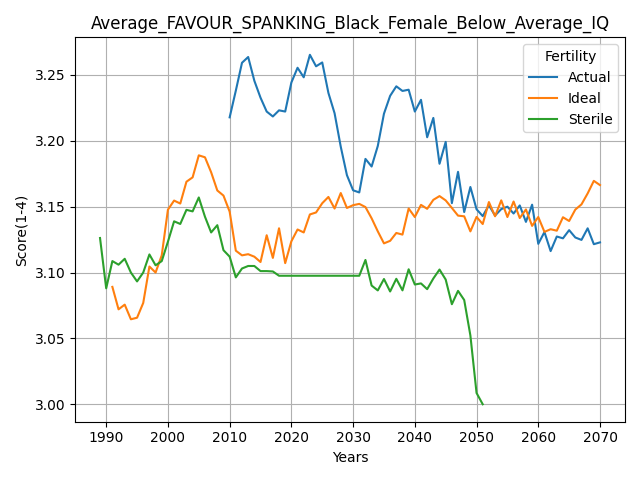 Average_FAVOUR_SPANKING_Black_Female_Below_Average_IQ
Fertility
Actual
Ideal
Sterile
Score(1-4)
3.25
3.20
3.15
3.10
3.05
3.00
1990 2000 2010 2020 2030 2040 2050 2060 2070
Years